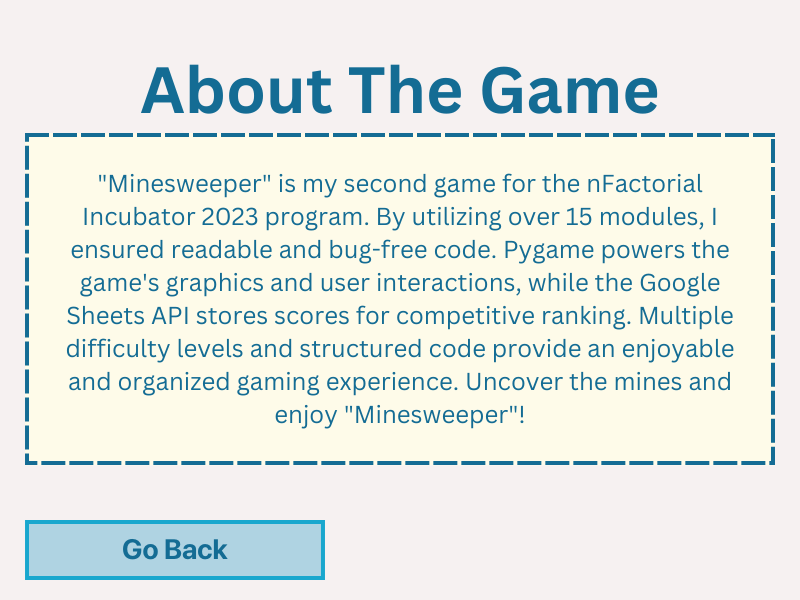 About The Game
"Minesweeper" is my second game for the nFactorial
Incubator 2023 program. By utilizing over 15 modules, I
ensured readable and bug-free code. Pygame powers the
game's graphics and user interactions, while the Google
Sheets API stores scores for competitive ranking. Multiple
difficulty levels and structured code provide an enjoyable
and organized gaming experience. Uncover the mines and
enjoy "Minesweeper"!
Go Back